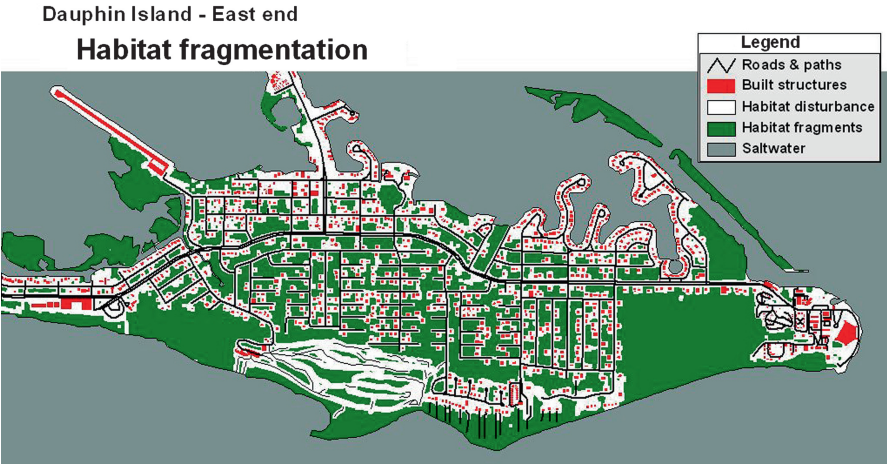 Dauphin Island - East end
Habitat fragmentation
Legend
Roads & paths
Built structures
Habitat disturbance
Habitat fragments
Saltwater